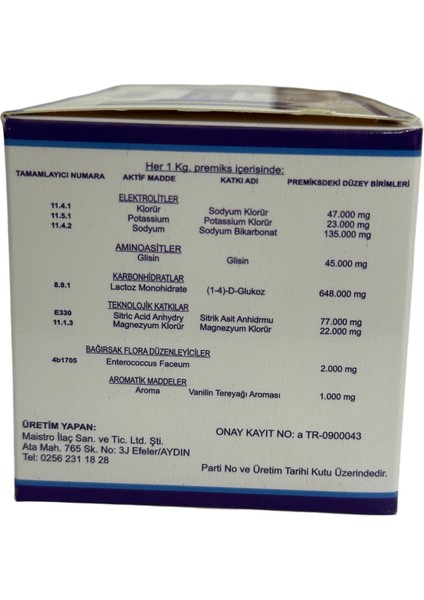 Her 1 Kg. premiks içerisinde:
TAMAMLAYICI NUMARA AKTİF MADDE KATKI ADI PREMİKSDEKİ DÜZEY BİRİMLERİ
ELEKTROLİTLER
11.4.1 Klorür Sodyum Klorür 47.000 mg
11.5.1 Potassium Potasyum Klorür 23.000 mg
11.4.2 Sodyum Sodyum Bikarbonat 135.000 mg
AMINOASİTLER
Glisin Glisin 45.000 mg
KARBONHİDRATLAR
8.9.1 Lactoz Monohidrate (1-4)-D-Glukoz 648.000 mg
TEKNOLOJİK KATKILAR
E330 Sitric Acid Anhydry Sitrik Asit Anhidrmu 77.000 mg
11.1.3 Magnezyum Klorür Magnezyum Klorür 22.000 mg
BAĞIRSAK FLORA DÜZENLEYİCİLER
4b1705 Enterococcus Faceum 2.000 mg
AROMATİK MADDELER
Aroma Vanilin Tereyağı Aroması 1.000 mg
ÜRETİM YAPAN:
Maistro İlaç San. ve Tic. Ltd. Şti.
Ata Mah. 765 Sk. No: 3J Efeler/AYDIN
Tel: 0256 231 18 28
ONAY KAYIT NO: a TR-0900043
Parti No ve Üretim Tarihi Kutu Üzerindedir.